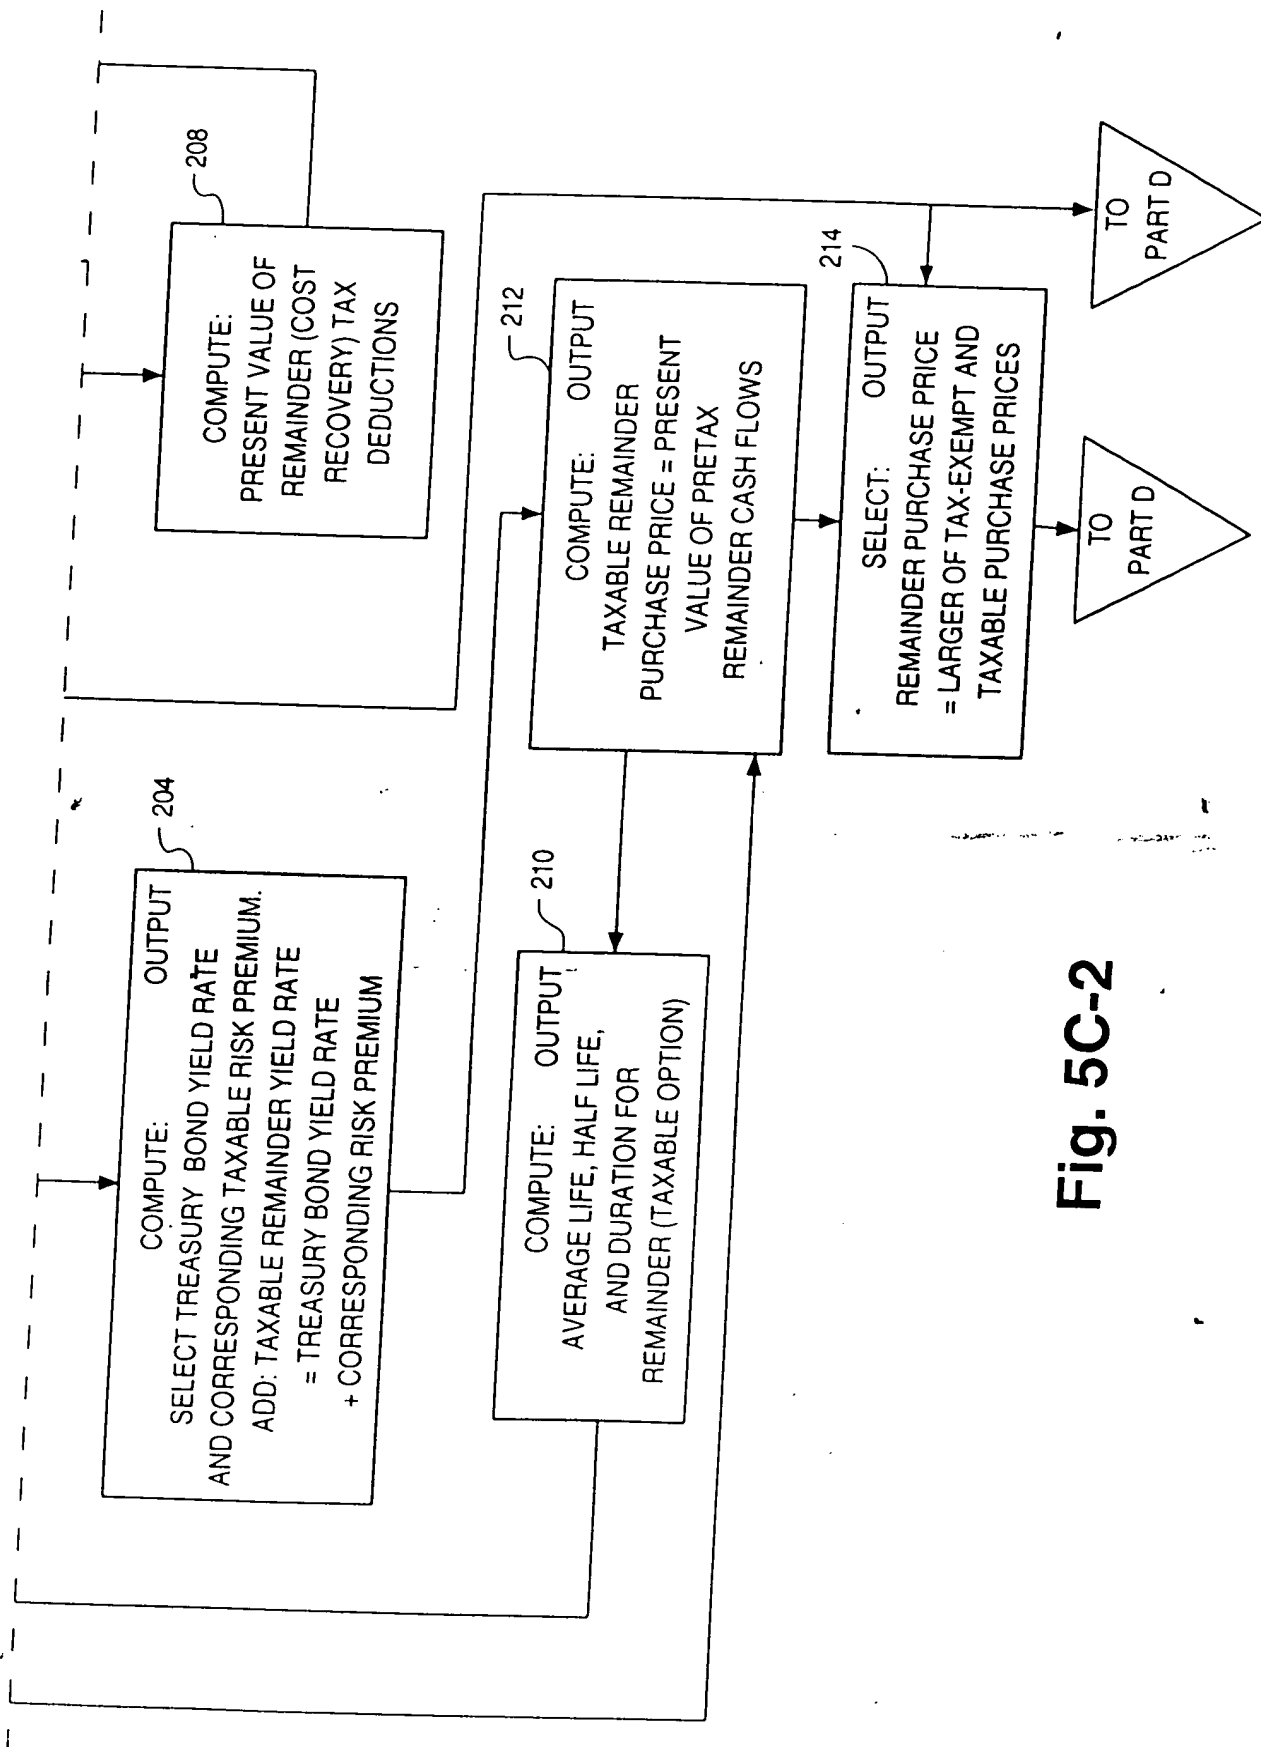 208
COMPUTE:
PRESENT VALUE OF
REMAINDER (COST
RECOVERY) TAX
DEDUCTIONS
204
COMPUTE: OUTPUT
SELECT TREASURY BOND YIELD RATE
AND CORRESPONDING TAXABLE RISK PREMIUM.
ADD: TAXABLE REMAINDER YIELD RATE
= TREASURY BOND YIELD RATE
+ CORRESPONDING RISK PREMIUM
212
COMPUTE: OUTPUT
TAXABLE REMAINDER
PURCHASE PRICE = PRESENT
VALUE OF PRETAX
REMAINDER CASH FLOWS
210
COMPUTE: OUTPUT
AVERAGE LIFE, HALF LIFE,
AND DURATION FOR
REMAINDER (TAXABLE OPTION)
214
SELECT: OUTPUT
REMAINDER PURCHASE PRICE
= LARGER OF TAX-EXEMPT AND
TAXABLE PURCHASE PRICES
TO
PART D
TO
PART D
Fig. 5C-2